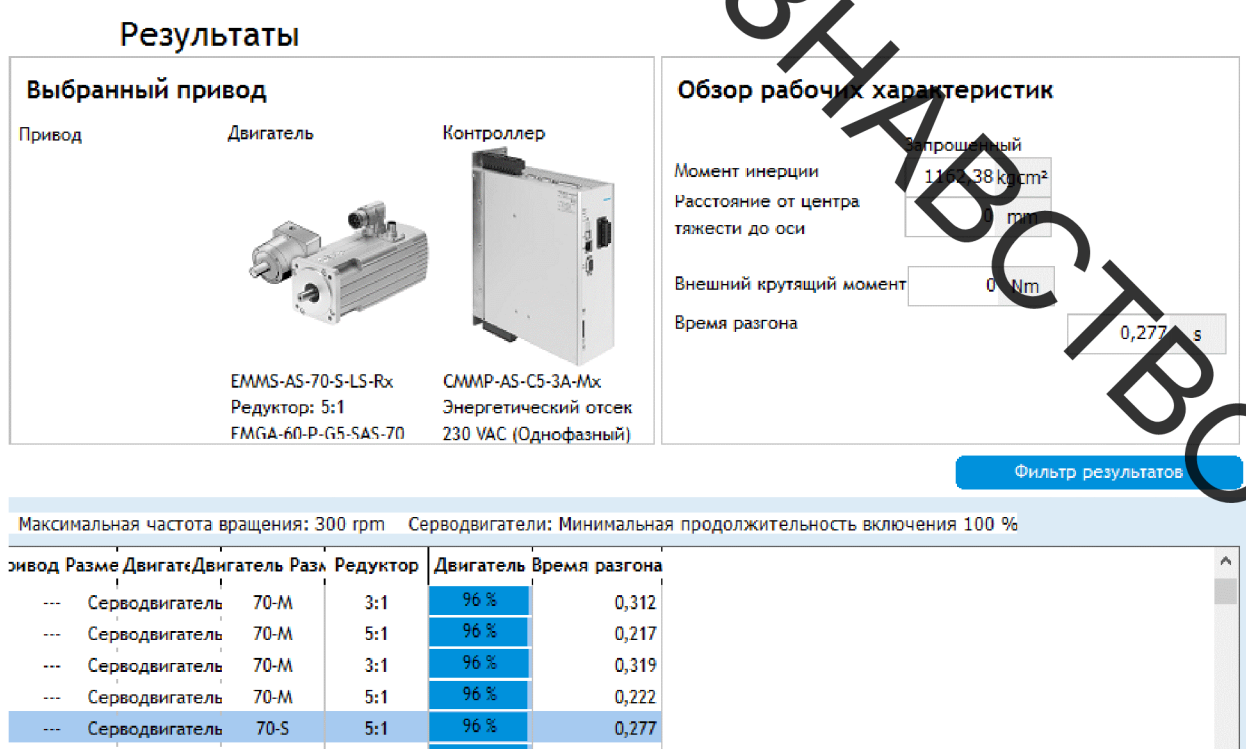 Результаты
Выбранный привод
Привод Двигатель Контроллер
EMMS-AS-70-S-LS-Rx CMMP-AS-C5-3A-Mx
Редуктор: 5:1 Энергетический отсек
EMGA-60-P-G5-SAS-70 230 VAC (Однофазный)
Обзор рабочих характеристик
Запрошенный
Момент инерции 1162,38 kgcm²
Расстояние от центра
тяжести до оси 0 mm
Внешний крутящий момент 0 Nm
Время разгона 0,277 s
Фильтр результатов
Максимальная частота вращения: 300 rpm Серводвигатели: Минимальная продолжительность включения 100 %
ривод Разме Двигате Двигатель Разм Редуктор Двигатель Время разгона
--- Серводвигатель 70-M 3:1 96 % 0,312
--- Серводвигатель 70-M 5:1 96 % 0,217
--- Серводвигатель 70-M 3:1 96 % 0,319
--- Серводвигатель 70-M 5:1 96 % 0,222
--- Серводвигатель 70-S 5:1 96 % 0,277